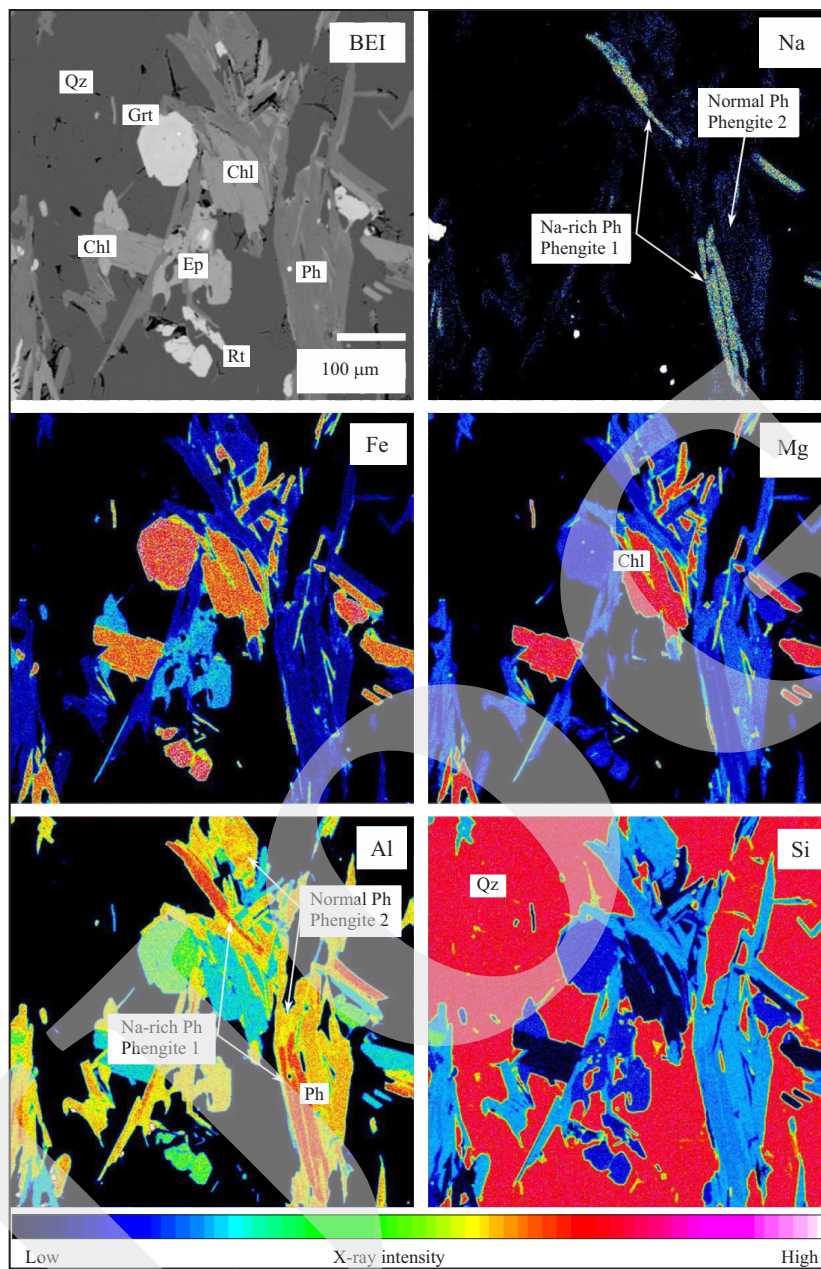 BEI
Qz
Grt
Chl
Chl
Ep
Ph
Rt
100 μm
Na
Normal Ph
Phengite 2
Na-rich Ph
Phengite 1
Fe
Mg
Chl
Al
Normal Ph
Phengite 2
Na-rich Ph
Phengite 1
Ph
Si
Qz
Low
X-ray intensity
High